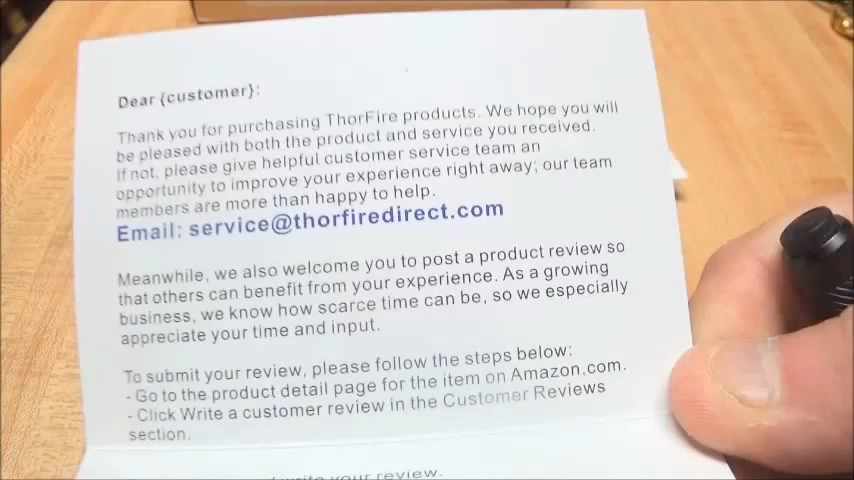 Dear {customer}:
Thank you for purchasing ThorFire products. We hope you will
be pleased with both the product and service you received.
If not, please give helpful customer service team an
opportunity to improve your experience right away; our team
members are more than happy to help.
Email: service@thorfiredirect.com
Meanwhile, we also welcome you to post a product review so
that others can benefit from your experience. As a growing
business, we know how scarce time can be, so we especially
appreciate your time and input.
To submit your review, please follow the steps below:
- Go to the product detail page for the item on Amazon.com.
- Click Write a customer review in the Customer Reviews
section.
write your review.